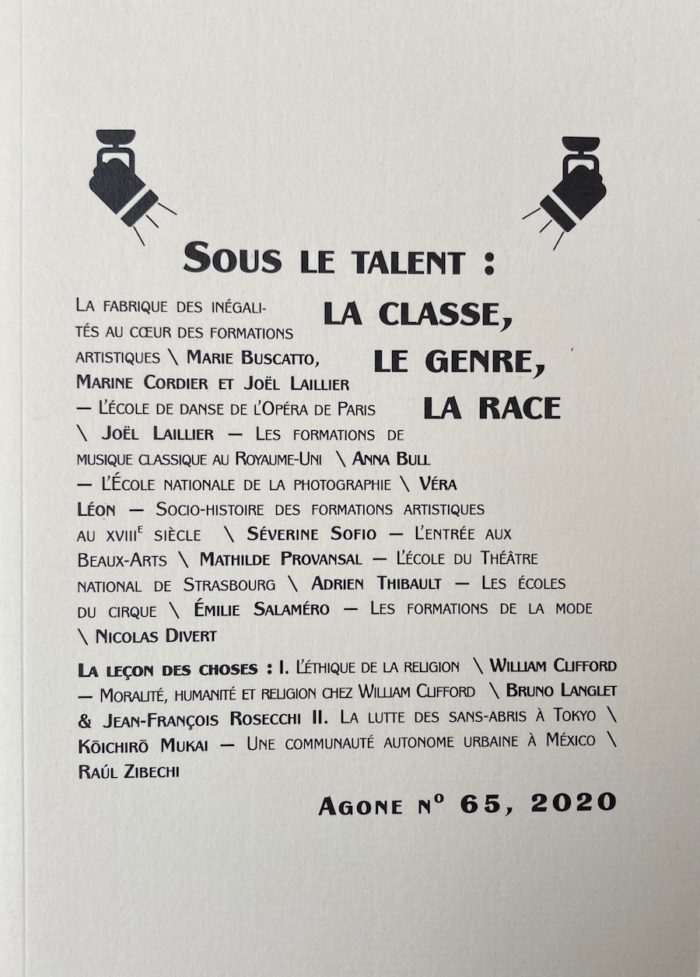 Sous le talent :
la classe,
le genre,
la race
La fabrique des inégali-
tés au cœur des formations
artistiques \ Marie Buscatto,
Marine Cordier et Joël Laillier
— L'école de danse de l'Opéra de Paris
\ Joël Laillier — Les formations de
musique classique au Royaume-Uni \ Anna Bull
— L'École nationale de la photographie \ Véra
Léon — Socio-histoire des formations artistiques
au xviiiᴱ siècle \ Séverine Sofio — L'entrée aux
Beaux-Arts \ Mathilde Provansal — L'école du Théâtre
national de Strasbourg \ Adrien Thibault — Les écoles
du cirque \ Émilie Salaméro — Les formations de la mode
\ Nicolas Divert
La leçon des choses : I. L'éthique de la religion \ William Clifford
— Moralité, humanité et religion chez William Clifford \ Bruno Langlet
& Jean-François Rosecchi II. La lutte des sans-abris à Tokyo \
Kōichirō Mukai — Une communauté autonome urbaine à México \
Raúl Zibechi
Agone nº 65, 2020